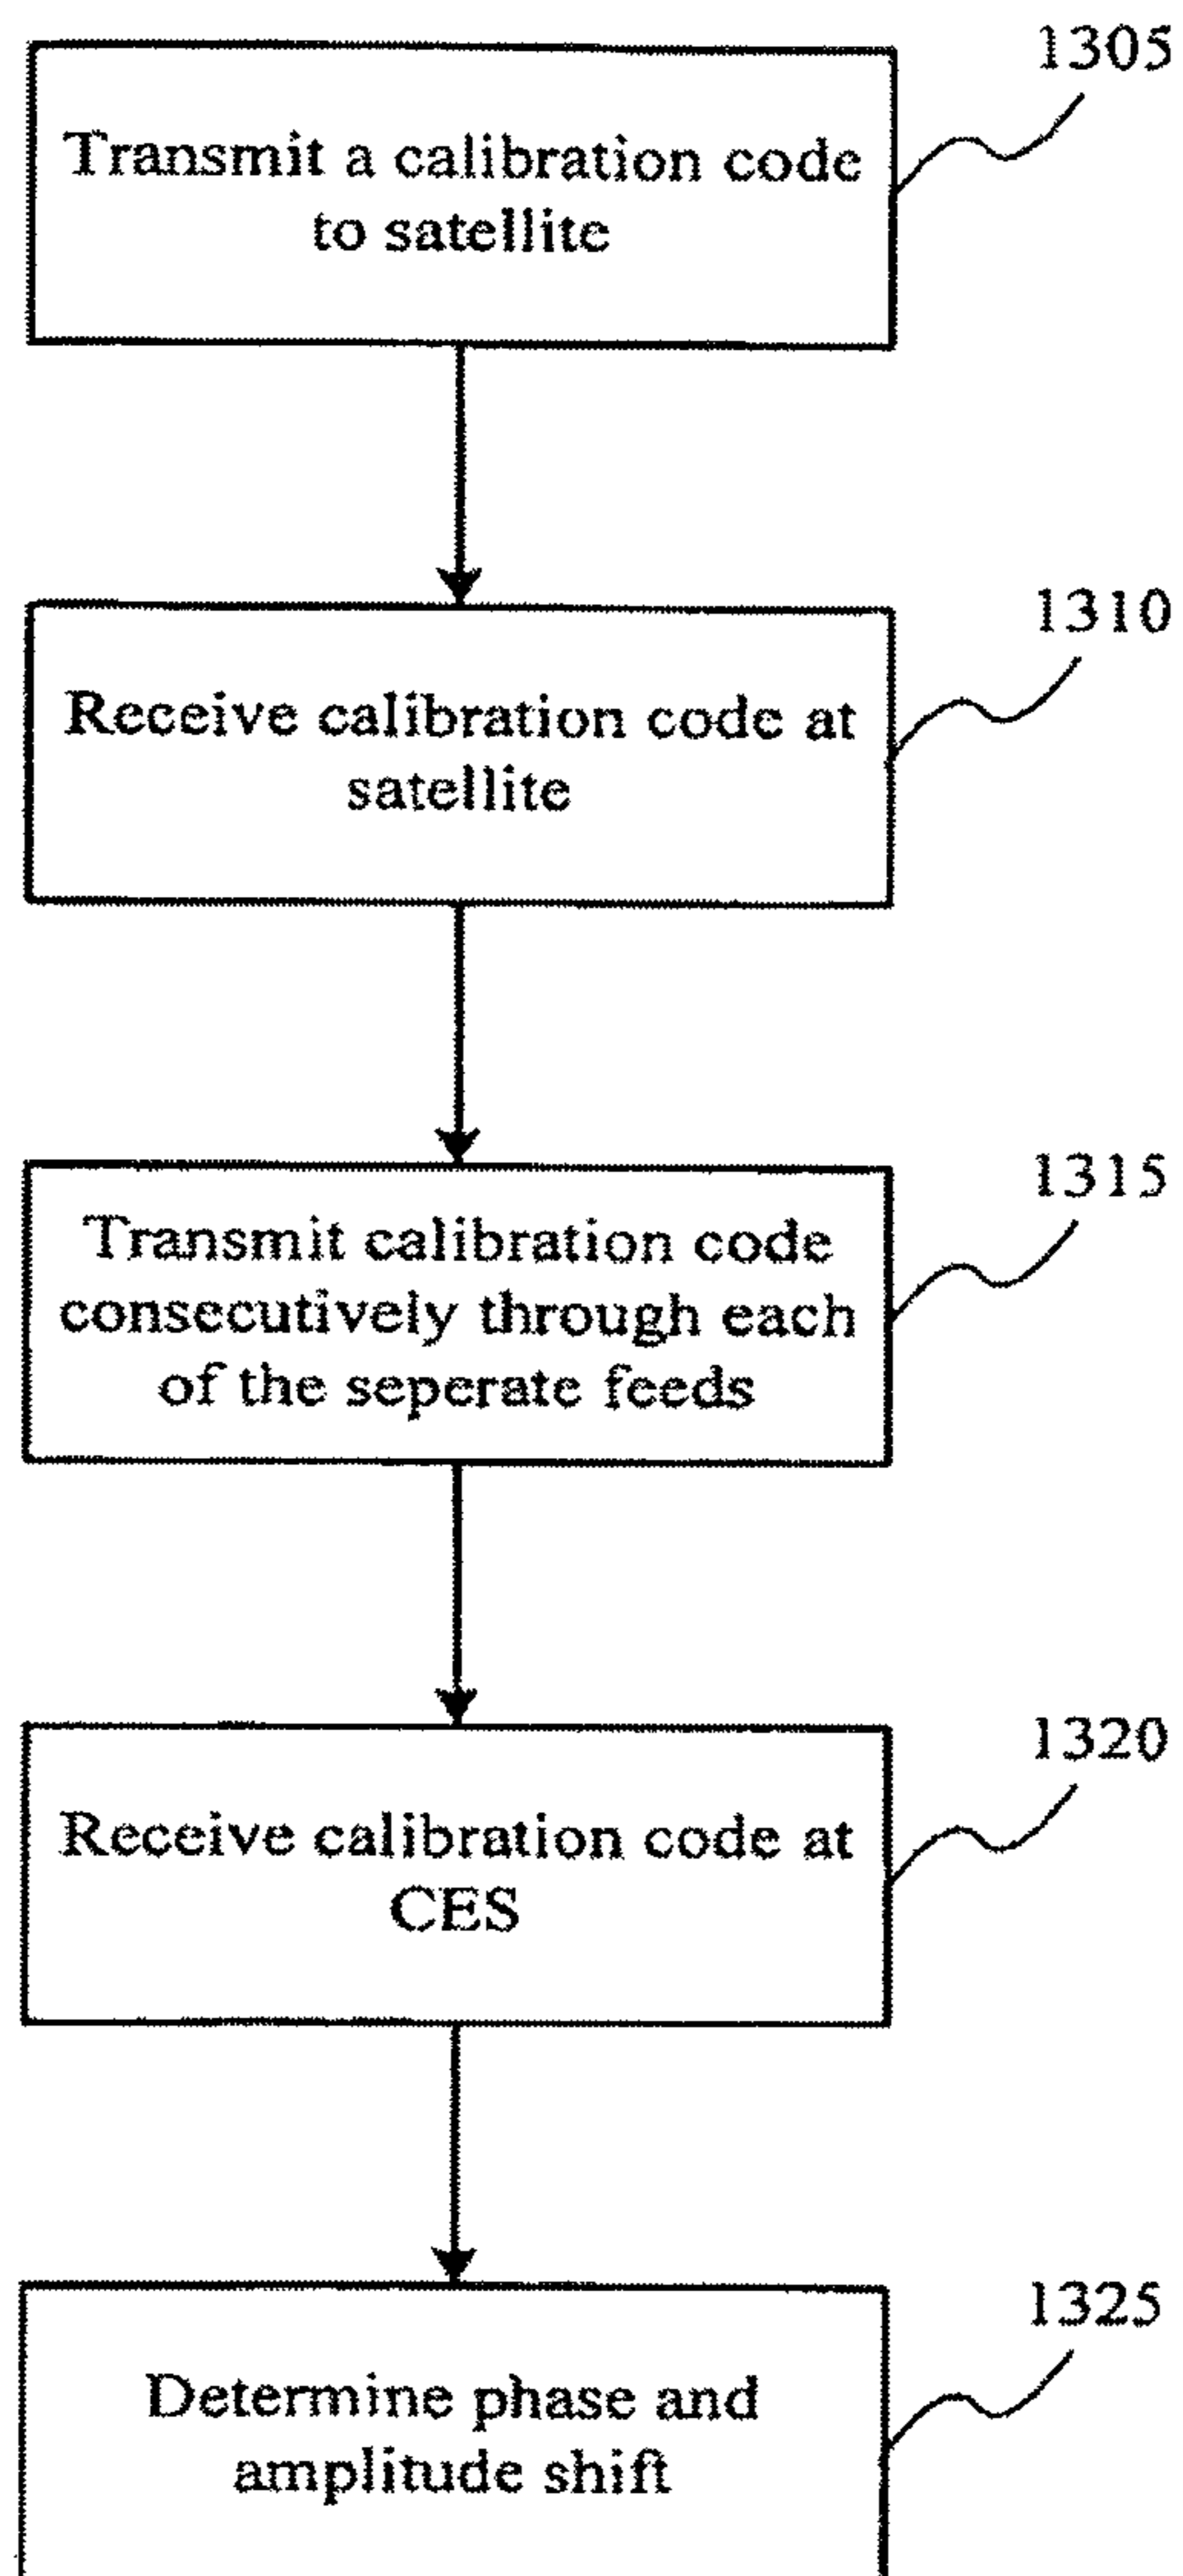 1305
Transmit a calibration code
to satellite
1310
Receive calibration code at
satellite
1315
Transmit calibration code
consecutively through each
of the seperate feeds
1320
Receive calibration code at
CES
1325
Determine phase and
amplitude shift